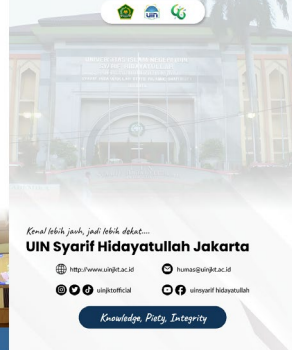 uin
Kenal lebih jauh, jadi lebih dekat....
UIN Syarif Hidayatullah Jakarta
http://www.uinjkt.ac.id
humas@uinjkt.ac.id
uinjktofficial
uinsyarif hidayatullah
Knowledge, Piety, Integrity